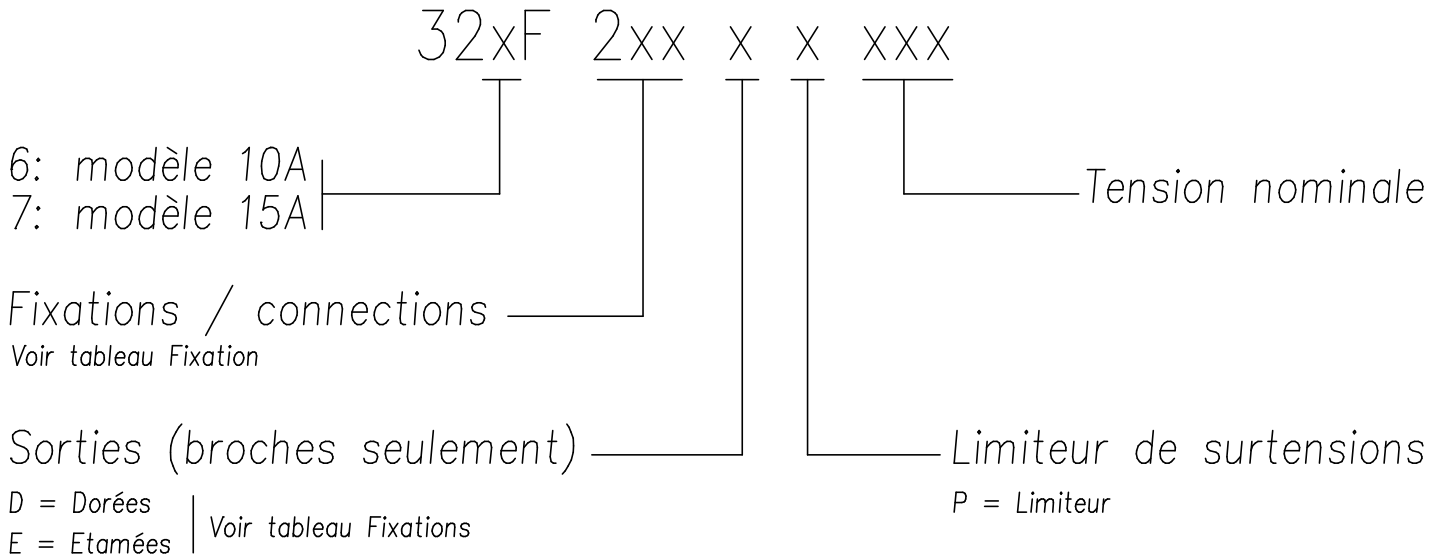 32xF 2xx x x xxx
6: modèle 10A
7: modèle 15A
Tension nominale
Fixations / connections
Voir tableau Fixation
Sorties (broches seulement)
D = Dorées
E = Etamées
Voir tableau Fixations
Limiteur de surtensions
P = Limiteur